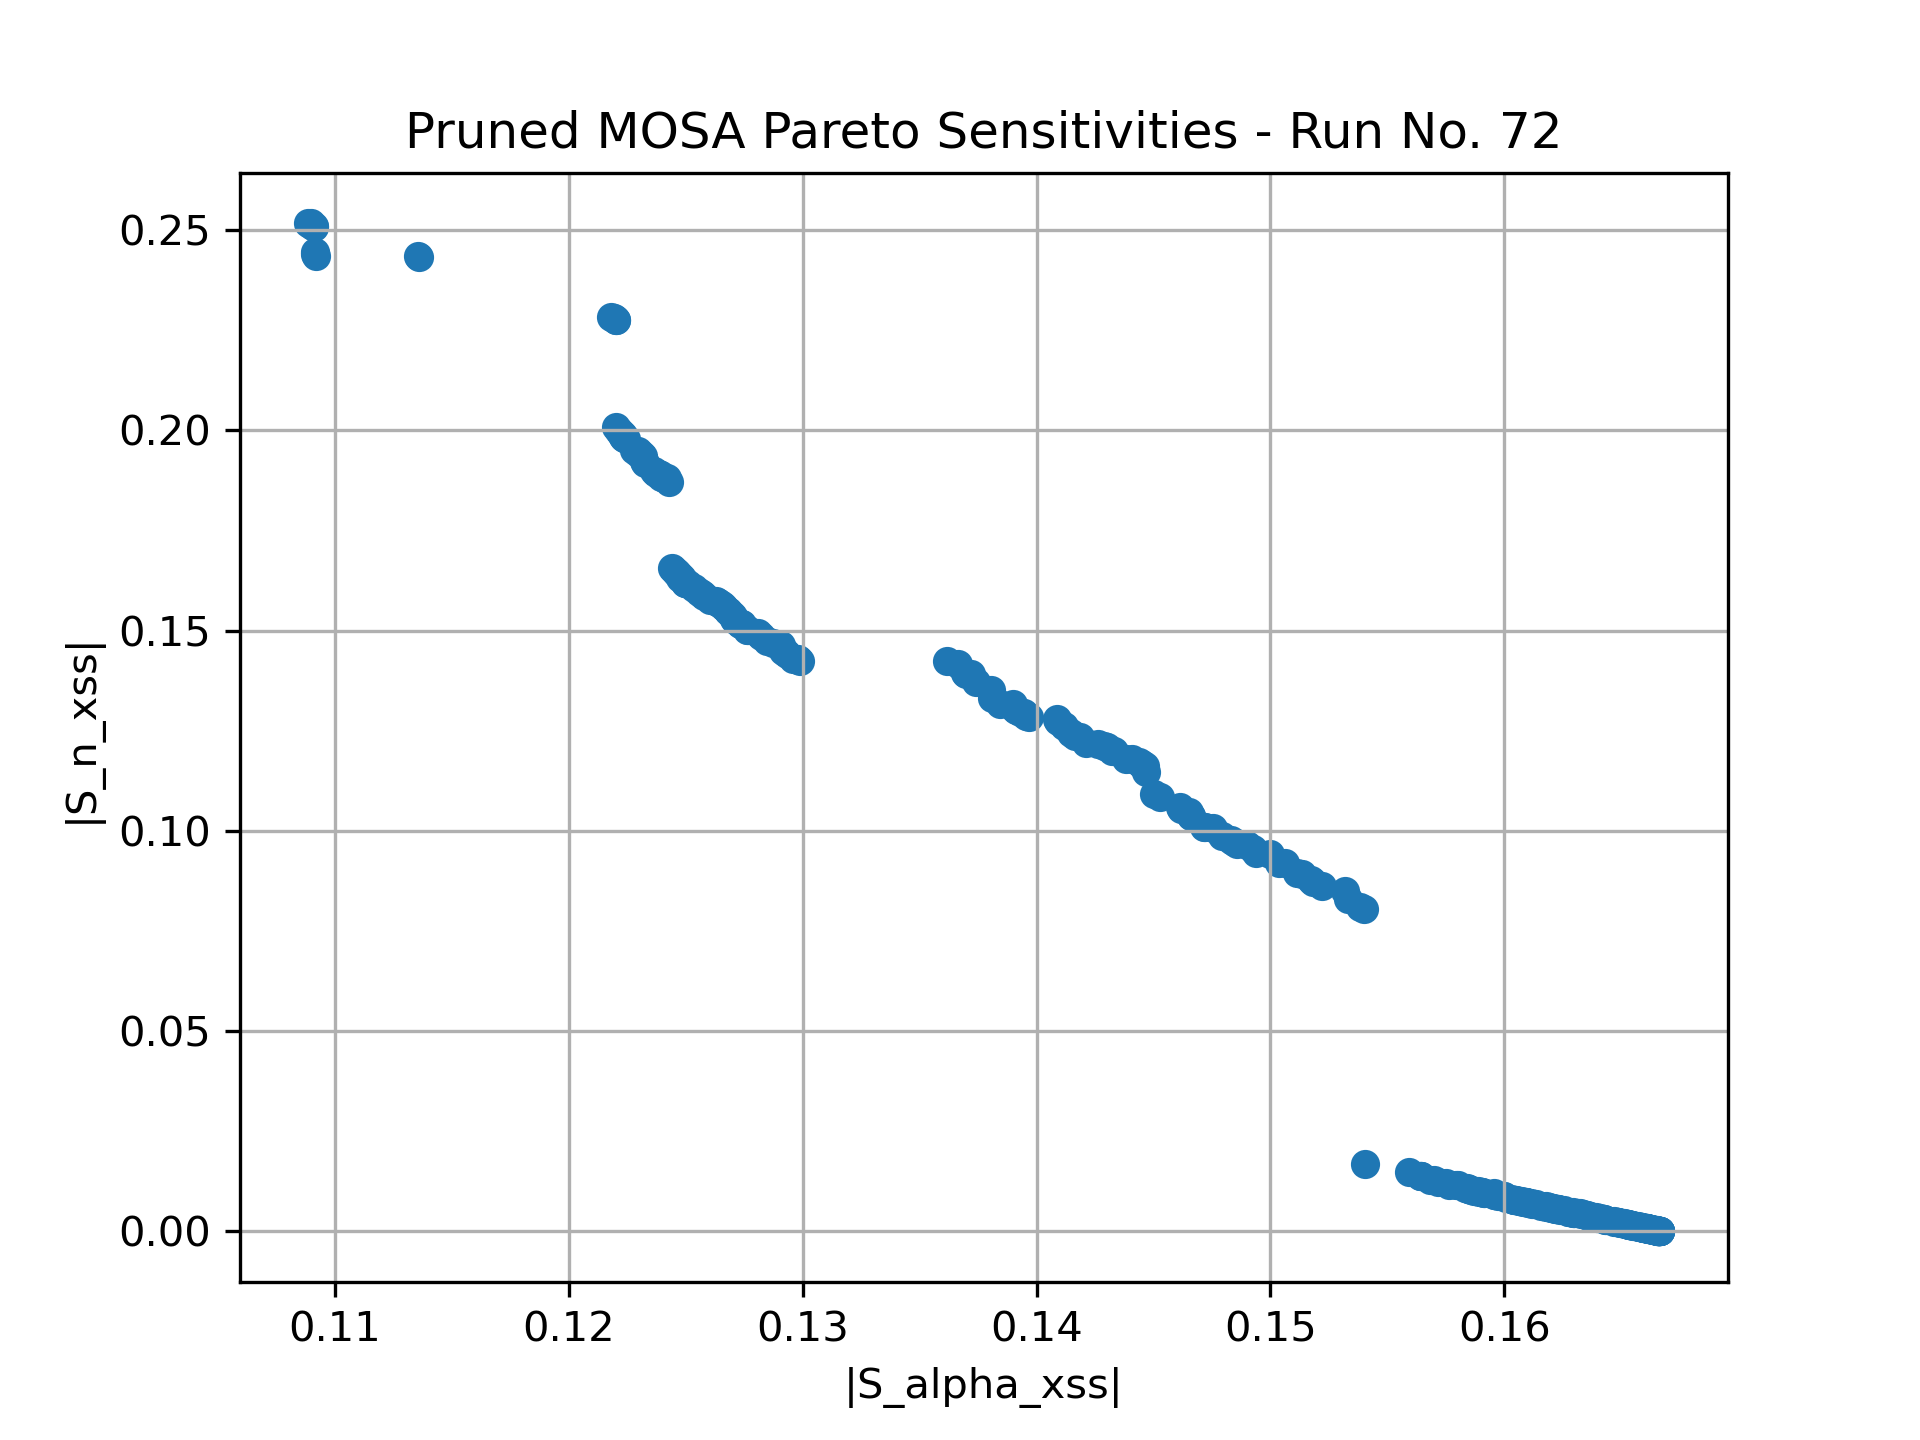 Pruned MOSA Pareto Sensitivities - Run No. 72
0.25
0.20
0.15
0.10
0.05
0.00
|S_n_xss|
0.11 0.12 0.13 0.14 0.15 0.16
|S_alpha_xss|